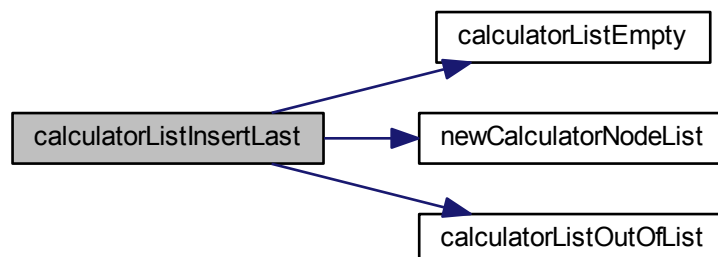 calculatorListEmpty
calculatorListInsertLast
newCalculatorNodeList
calculatorListOutOfList